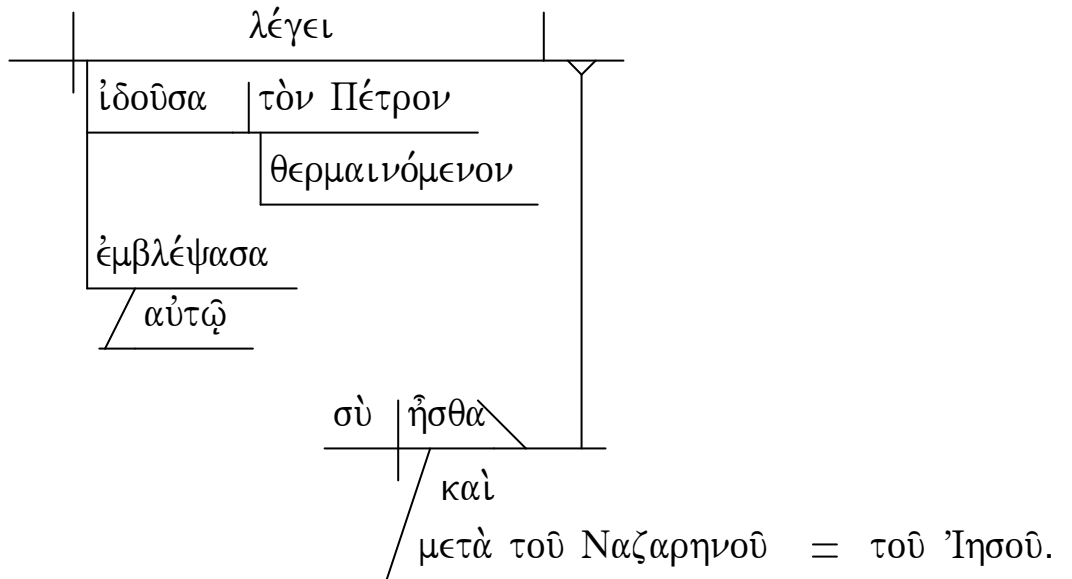 λέγει
ἰδοῦσα τὸν Πέτρον
θερμαινόμενον
ἐμβλέψασα
αὐτῷ
σὺ ἦσθα
καὶ
μετὰ τοῦ Ναζαρηνοῦ = τοῦ Ἰησοῦ.